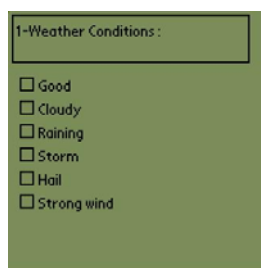 1-Weather Conditions:
Good
Cloudy
Raining
Storm
Hail
Strong wind